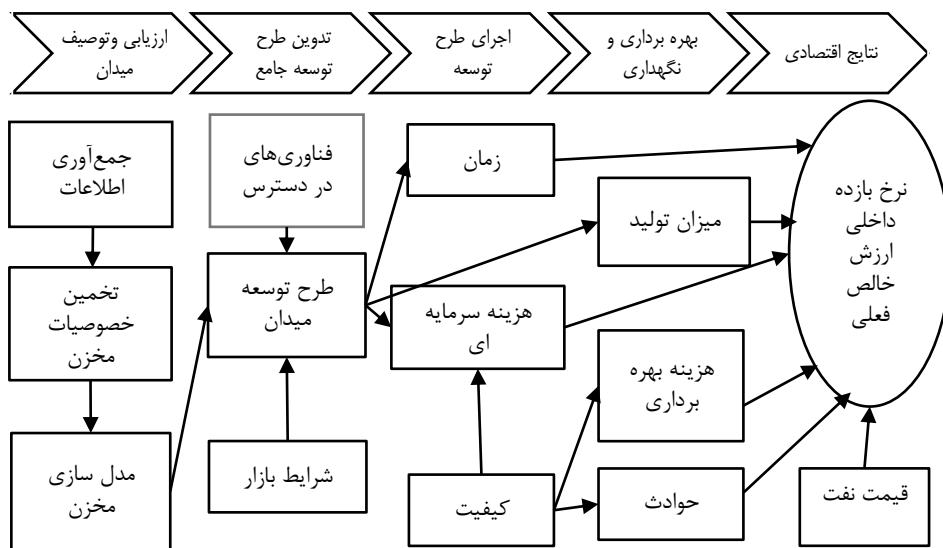 ارزیابی وتوصیف
میدان
تدوین طرح
توسعه جامع
اجرای طرح
توسعه
بهره برداری و
نگهداری
نتایج اقتصادی
جمع‌آوری
اطلاعات
تخمین
خصوصیات
مخزن
مدل سازی
مخزن
فناوری‌های
در دسترس
طرح توسعه
میدان
شرایط بازار
زمان
هزینه سرمایه
ای
کیفیت
میزان تولید
هزینه بهره
برداری
حوادث
نرخ بازده
داخلی
ارزش
خالص
فعلی
قیمت نفت